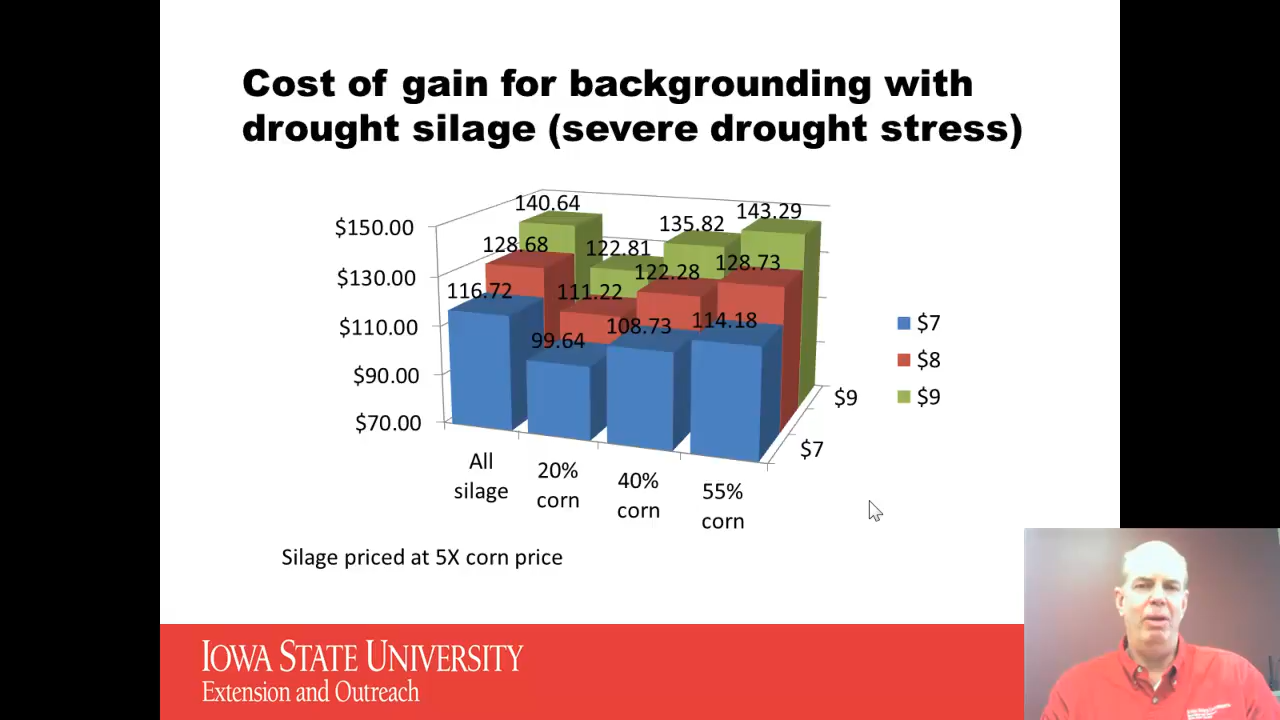 Cost of gain for backgrounding with
drought silage (severe drought stress)
$150.00
$130.00
$110.00
$90.00
$70.00
140.64
122.81
135.82
143.29
128.68
111.22
122.28
128.73
116.72
99.64
108.73
114.18
All
silage
20%
corn
40%
corn
55%
corn
$9
$7
$7
$8
$9
Silage priced at 5X corn price
IOWA STATE UNIVERSITY
Extension and Outreach